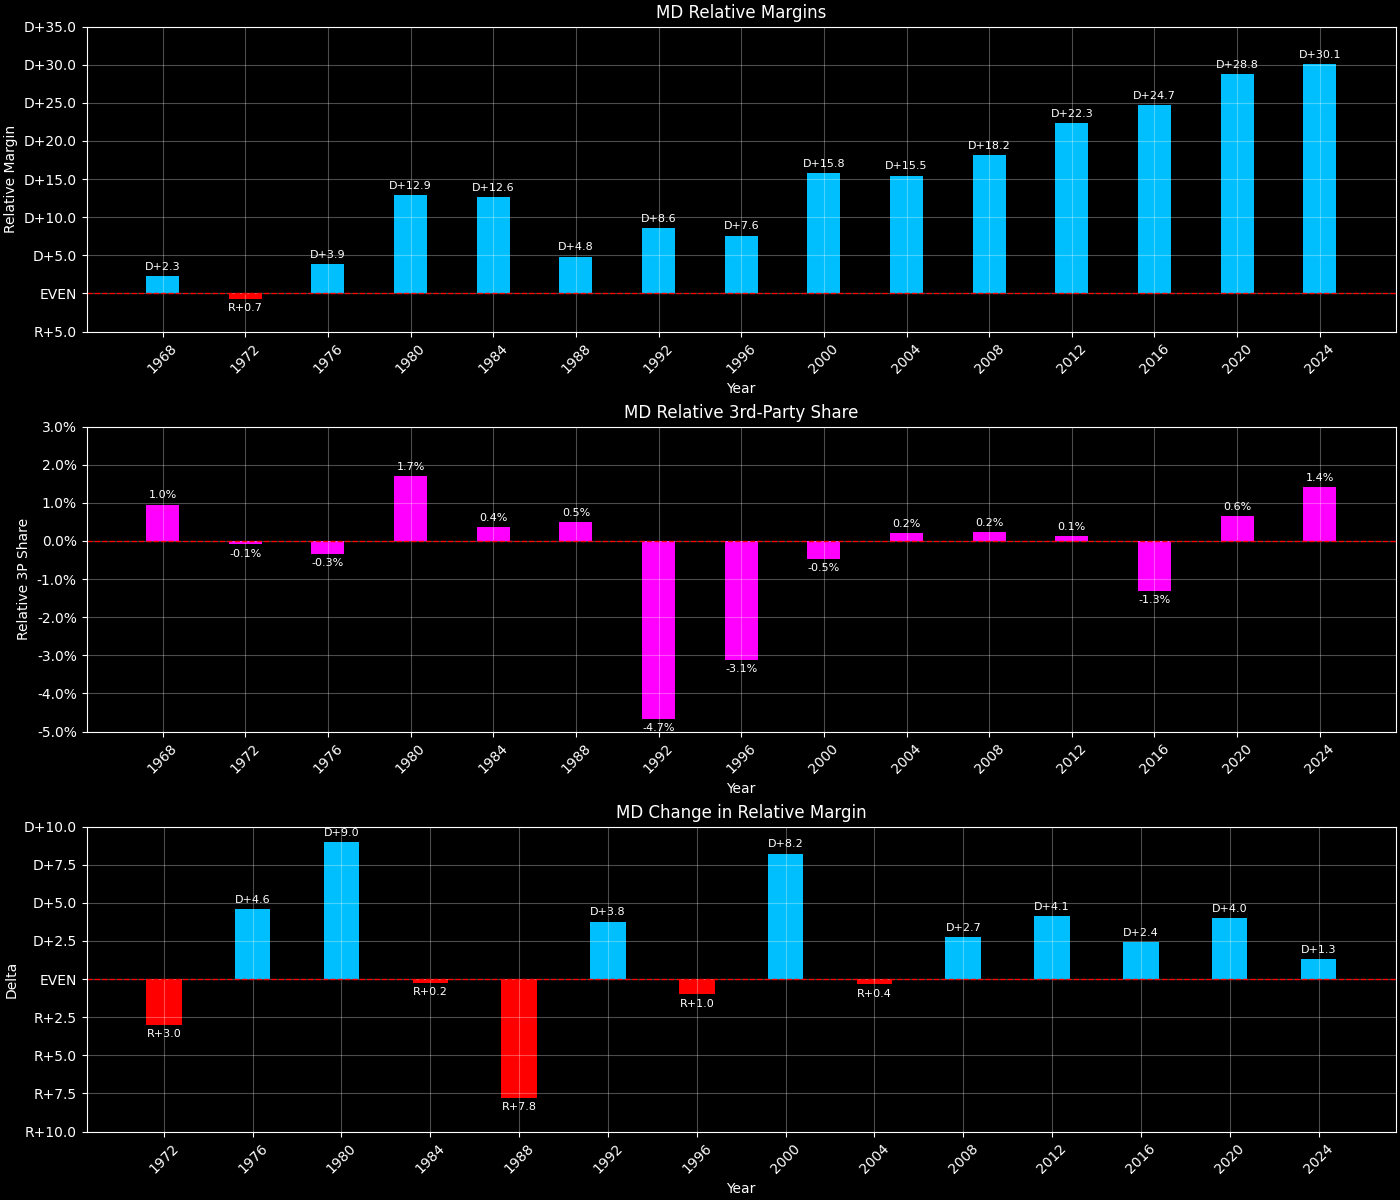 MD Relative Margins
Relative Margin
D+35.0
D+30.0
D+25.0
D+20.0
D+15.0
D+10.0
D+5.0
EVEN
R+5.0
D+2.3
R+0.7
D+3.9
D+12.9
D+12.6
D+4.8
D+8.6
D+7.6
D+15.8
D+15.5
D+18.2
D+22.3
D+24.7
D+28.8
D+30.1
1968 1972 1976 1980 1984 1988 1992 1996 2000 2004 2008 2012 2016 2020 2024
Year
MD Relative 3rd-Party Share
Relative 3P Share
3.0%
2.0%
1.0%
0.0%
-1.0%
-2.0%
-3.0%
-4.0%
-5.0%
1.0%
-0.1%
-0.3%
1.7%
0.4%
0.5%
-4.7%
-3.1%
-0.5%
0.2%
0.2%
0.1%
-1.3%
0.6%
1.4%
1968 1972 1976 1980 1984 1988 1992 1996 2000 2004 2008 2012 2016 2020 2024
Year
MD Change in Relative Margin
Delta
D+10.0
D+7.5
D+5.0
D+2.5
EVEN
R+2.5
R+5.0
R+7.5
R+10.0
R+3.0
D+4.6
D+9.0
R+0.2
R+7.8
D+3.8
R+1.0
D+8.2
R+0.4
D+2.7
D+4.1
D+2.4
D+4.0
D+1.3
1972 1976 1980 1984 1988 1992 1996 2000 2004 2008 2012 2016 2020 2024
Year